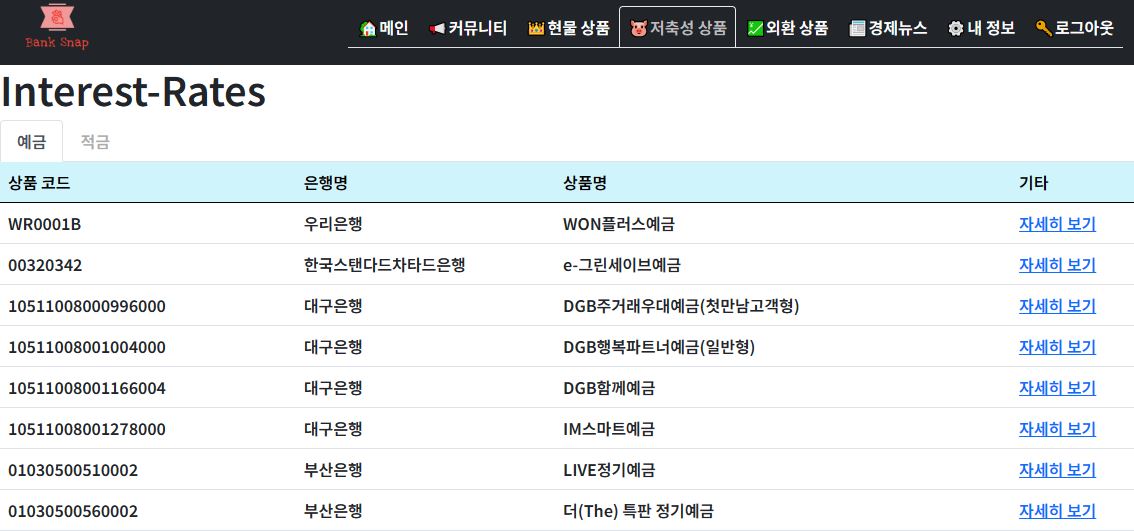 Bank Snap
메인 커뮤니티 현물 상품 저축성 상품 외환 상품 경제뉴스 내 정보 로그아웃
Interest-Rates
예금 적금
상품 코드 은행명 상품명 기타
WR0001B 우리은행 WON플러스예금 자세히 보기
00320342 한국스탠다드차타드은행 e-그린세이브예금 자세히 보기
10511008000996000 대구은행 DGB주거래우대예금(첫만남고객형) 자세히 보기
10511008001004000 대구은행 DGB행복파트너예금(일반형) 자세히 보기
10511008001166004 대구은행 DGB함께예금 자세히 보기
10511008001278000 대구은행 IM스마트예금 자세히 보기
01030500510002 부산은행 LIVE정기예금 자세히 보기
01030500560002 부산은행 더(The) 특판 정기예금 자세히 보기